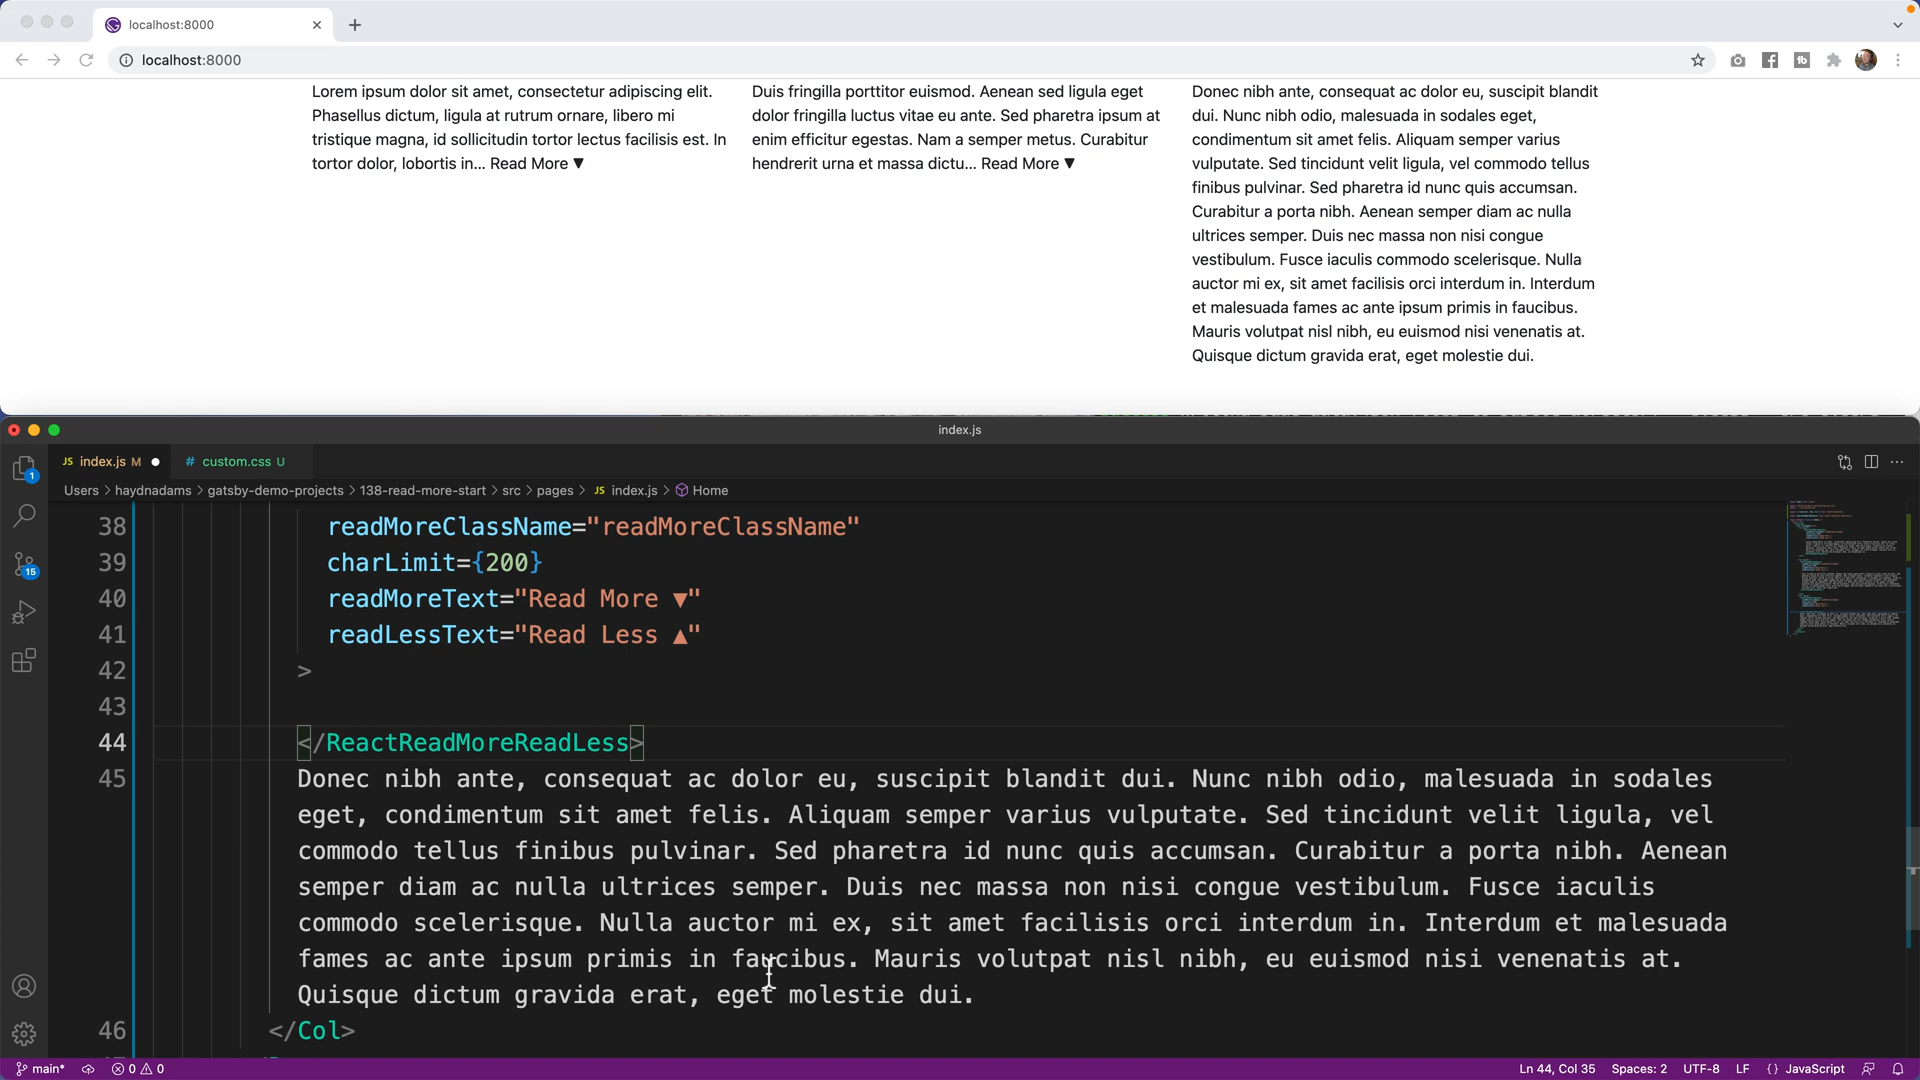 localhost:8000
localhost:8000
Lorem ipsum dolor sit amet, consectetur adipiscing elit.
Phasellus dictum, ligula at rutrum ornare, libero mi
tristique magna, id sollicitudin tortor lectus facilisis est. In
tortor dolor, lobortis in... Read More ▼
Duis fringilla porttitor euismod. Aenean sed ligula eget
dolor fringilla luctus vitae eu ante. Sed pharetra ipsum at
enim efficitur egestas. Nam a semper metus. Curabitur
hendrerit urna et massa dictu... Read More ▼
Donec nibh ante, consequat ac dolor eu, suscipit blandit
dui. Nunc nibh odio, malesuada in sodales eget,
condimentum sit amet felis. Aliquam semper varius
vulputate. Sed tincidunt velit ligula, vel commodo tellus
finibus pulvinar. Sed pharetra id nunc quis accumsan.
Curabitur a porta nibh. Aenean semper diam ac nulla
ultrices semper. Duis nec massa non nisi congue
vestibulum. Fusce iaculis commodo scelerisque. Nulla
auctor mi ex, sit amet facilisis orci interdum in. Interdum
et malesuada fames ac ante ipsum primis in faucibus.
Mauris volutpat nisl nibh, eu euismod nisi venenatis at.
Quisque dictum gravida erat, eget molestie dui.
index.js
JS index.js M ●
# custom.css U
Users > haydnadams > gatsby-demo-projects > 138-read-more-start > src > pages > JS index.js > Home
1
15
38 readMoreClassName="readMoreClassName"
39 charLimit={200}
40 readMoreText="Read More ▼"
41 readLessText="Read Less ▲"
42 >
43
44 </ReactReadMoreReadLess>
45 Donec nibh ante, consequat ac dolor eu, suscipit blandit dui. Nunc nibh odio, malesuada in sodales
eget, condimentum sit amet felis. Aliquam semper varius vulputate. Sed tincidunt velit ligula, vel
commodo tellus finibus pulvinar. Sed pharetra id nunc quis accumsan. Curabitur a porta nibh. Aenean
semper diam ac nulla ultrices semper. Duis nec massa non nisi congue vestibulum. Fusce iaculis
commodo scelerisque. Nulla auctor mi ex, sit amet facilisis orci interdum in. Interdum et malesuada
fames ac ante ipsum primis in faucibus. Mauris volutpat nisl nibh, eu euismod nisi venenatis at.
Quisque dictum gravida erat, eget molestie dui.
46 </Col>
main* 0 0
Ln 44, Col 35 Spaces: 2 UTF-8 LF {} JavaScript